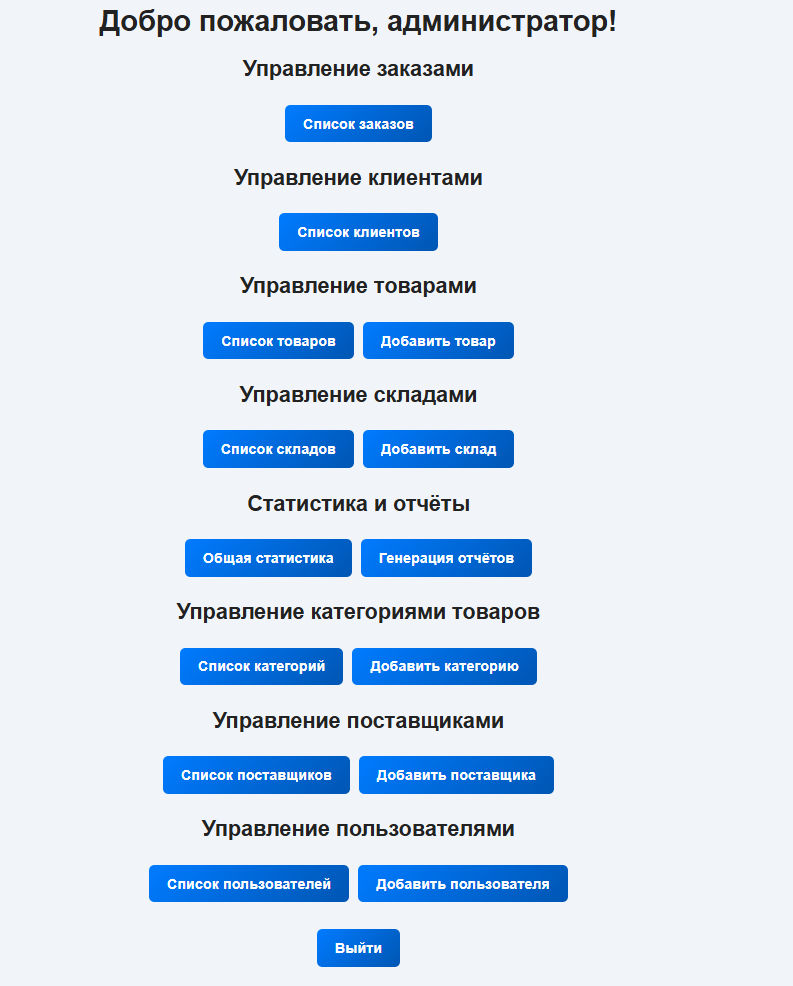 Добро пожаловать, администратор!
Управление заказами
Список заказов
Управление клиентами
Список клиентов
Управление товарами
Список товаров Добавить товар
Управление складами
Список складов Добавить склад
Статистика и отчёты
Общая статистика Генерация отчётов
Управление категориями товаров
Список категорий Добавить категорию
Управление поставщиками
Список поставщиков Добавить поставщика
Управление пользователями
Список пользователей Добавить пользователя
Выйти